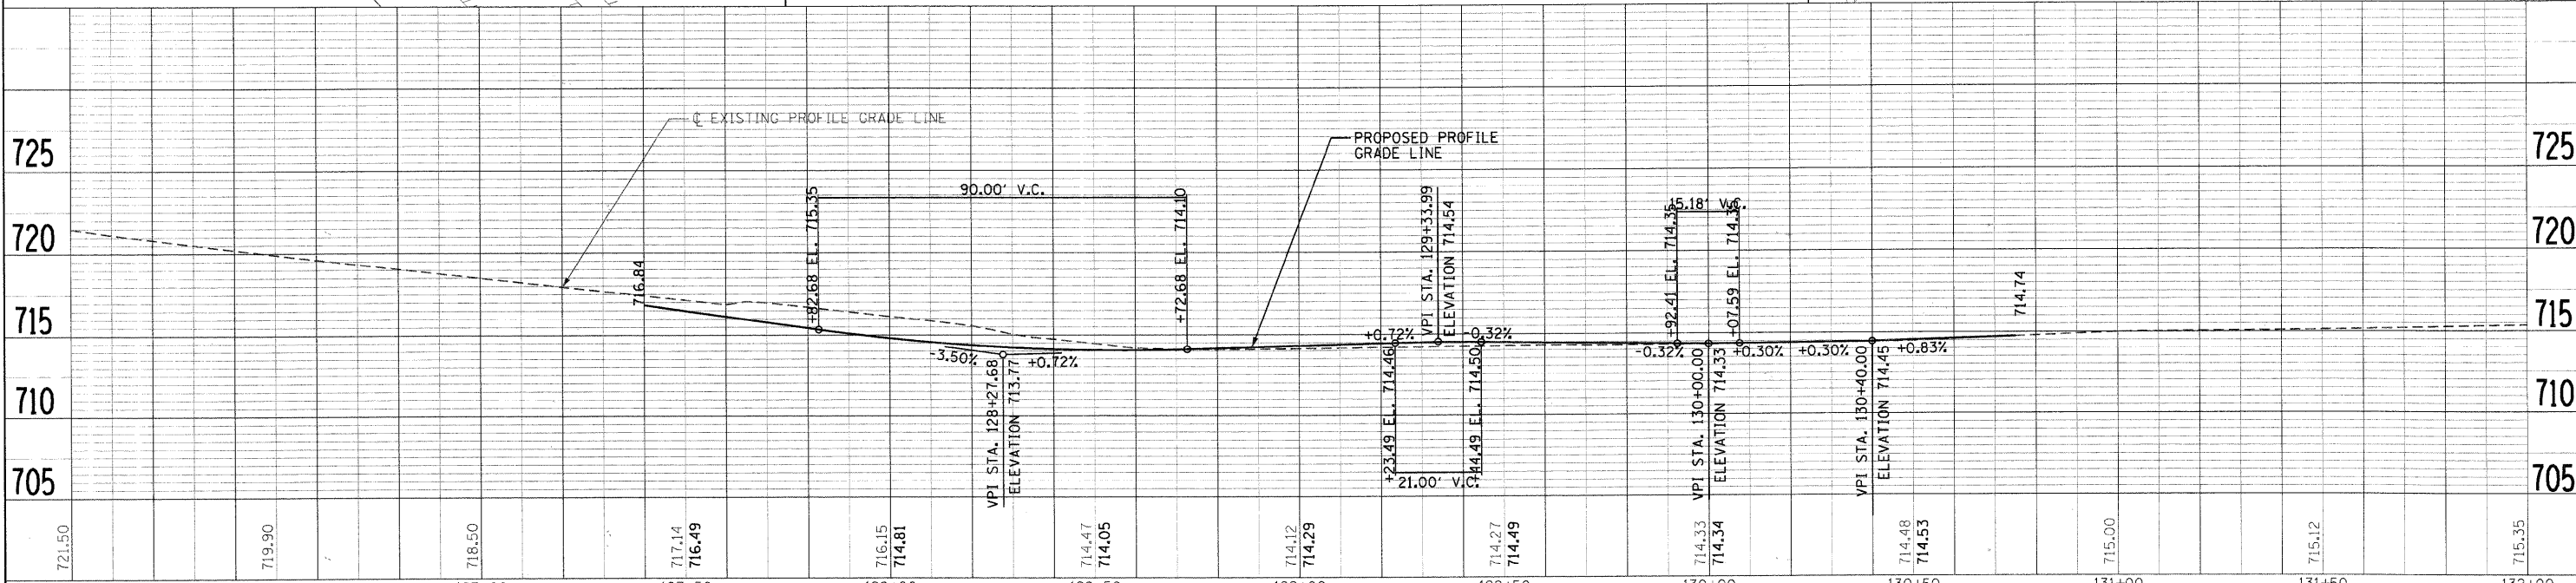 ℄ EXISTING PROFILE GRADE LINE
PROPOSED PROFILE
GRADE LINE
725
725
90.00' V.C.
15.18' V.C.
720
720
716.84
+82.68 EL. 715.35
+72.68 EL. 714.10
VPI STA. 129+33.99
ELEVATION 714.54
+92.41 EL. 714.35
+07.59 EL. 714.35
714.74
715
715
-3.50%
+0.72%
+0.72%
-0.32%
-0.32%
+0.30%
+0.30%
+0.83%
710
710
VPI STA. 128+27.68
ELEVATION 713.77
+23.49 EL. 714.46
+44.49 EL. 714.50
21.00' V.C.
VPI STA. 130+00.00
ELEVATION 714.33
VPI STA. 130+40.00
ELEVATION 714.45
705
705
721.50
719.90
718.50
717.14
716.49
716.15
714.81
714.47
714.05
714.12
714.29
714.27
714.49
714.33
714.34
714.48
714.53
715.00
715.12
715.35